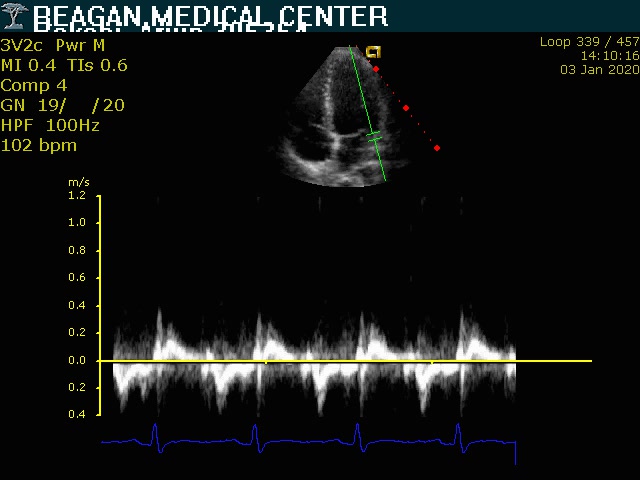 BEAGAN MEDICAL CENTER
3V2c Pwr M
MI 0.4 TIs 0.6
Comp 4
GN 19/ /20
HPF 100Hz
102 bpm
Loop 339 / 457
14:10:16
03 Jan 2020
G
m/s
1.2
1.0
0.8
0.6
0.4
0.2
0.0
0.2
0.4